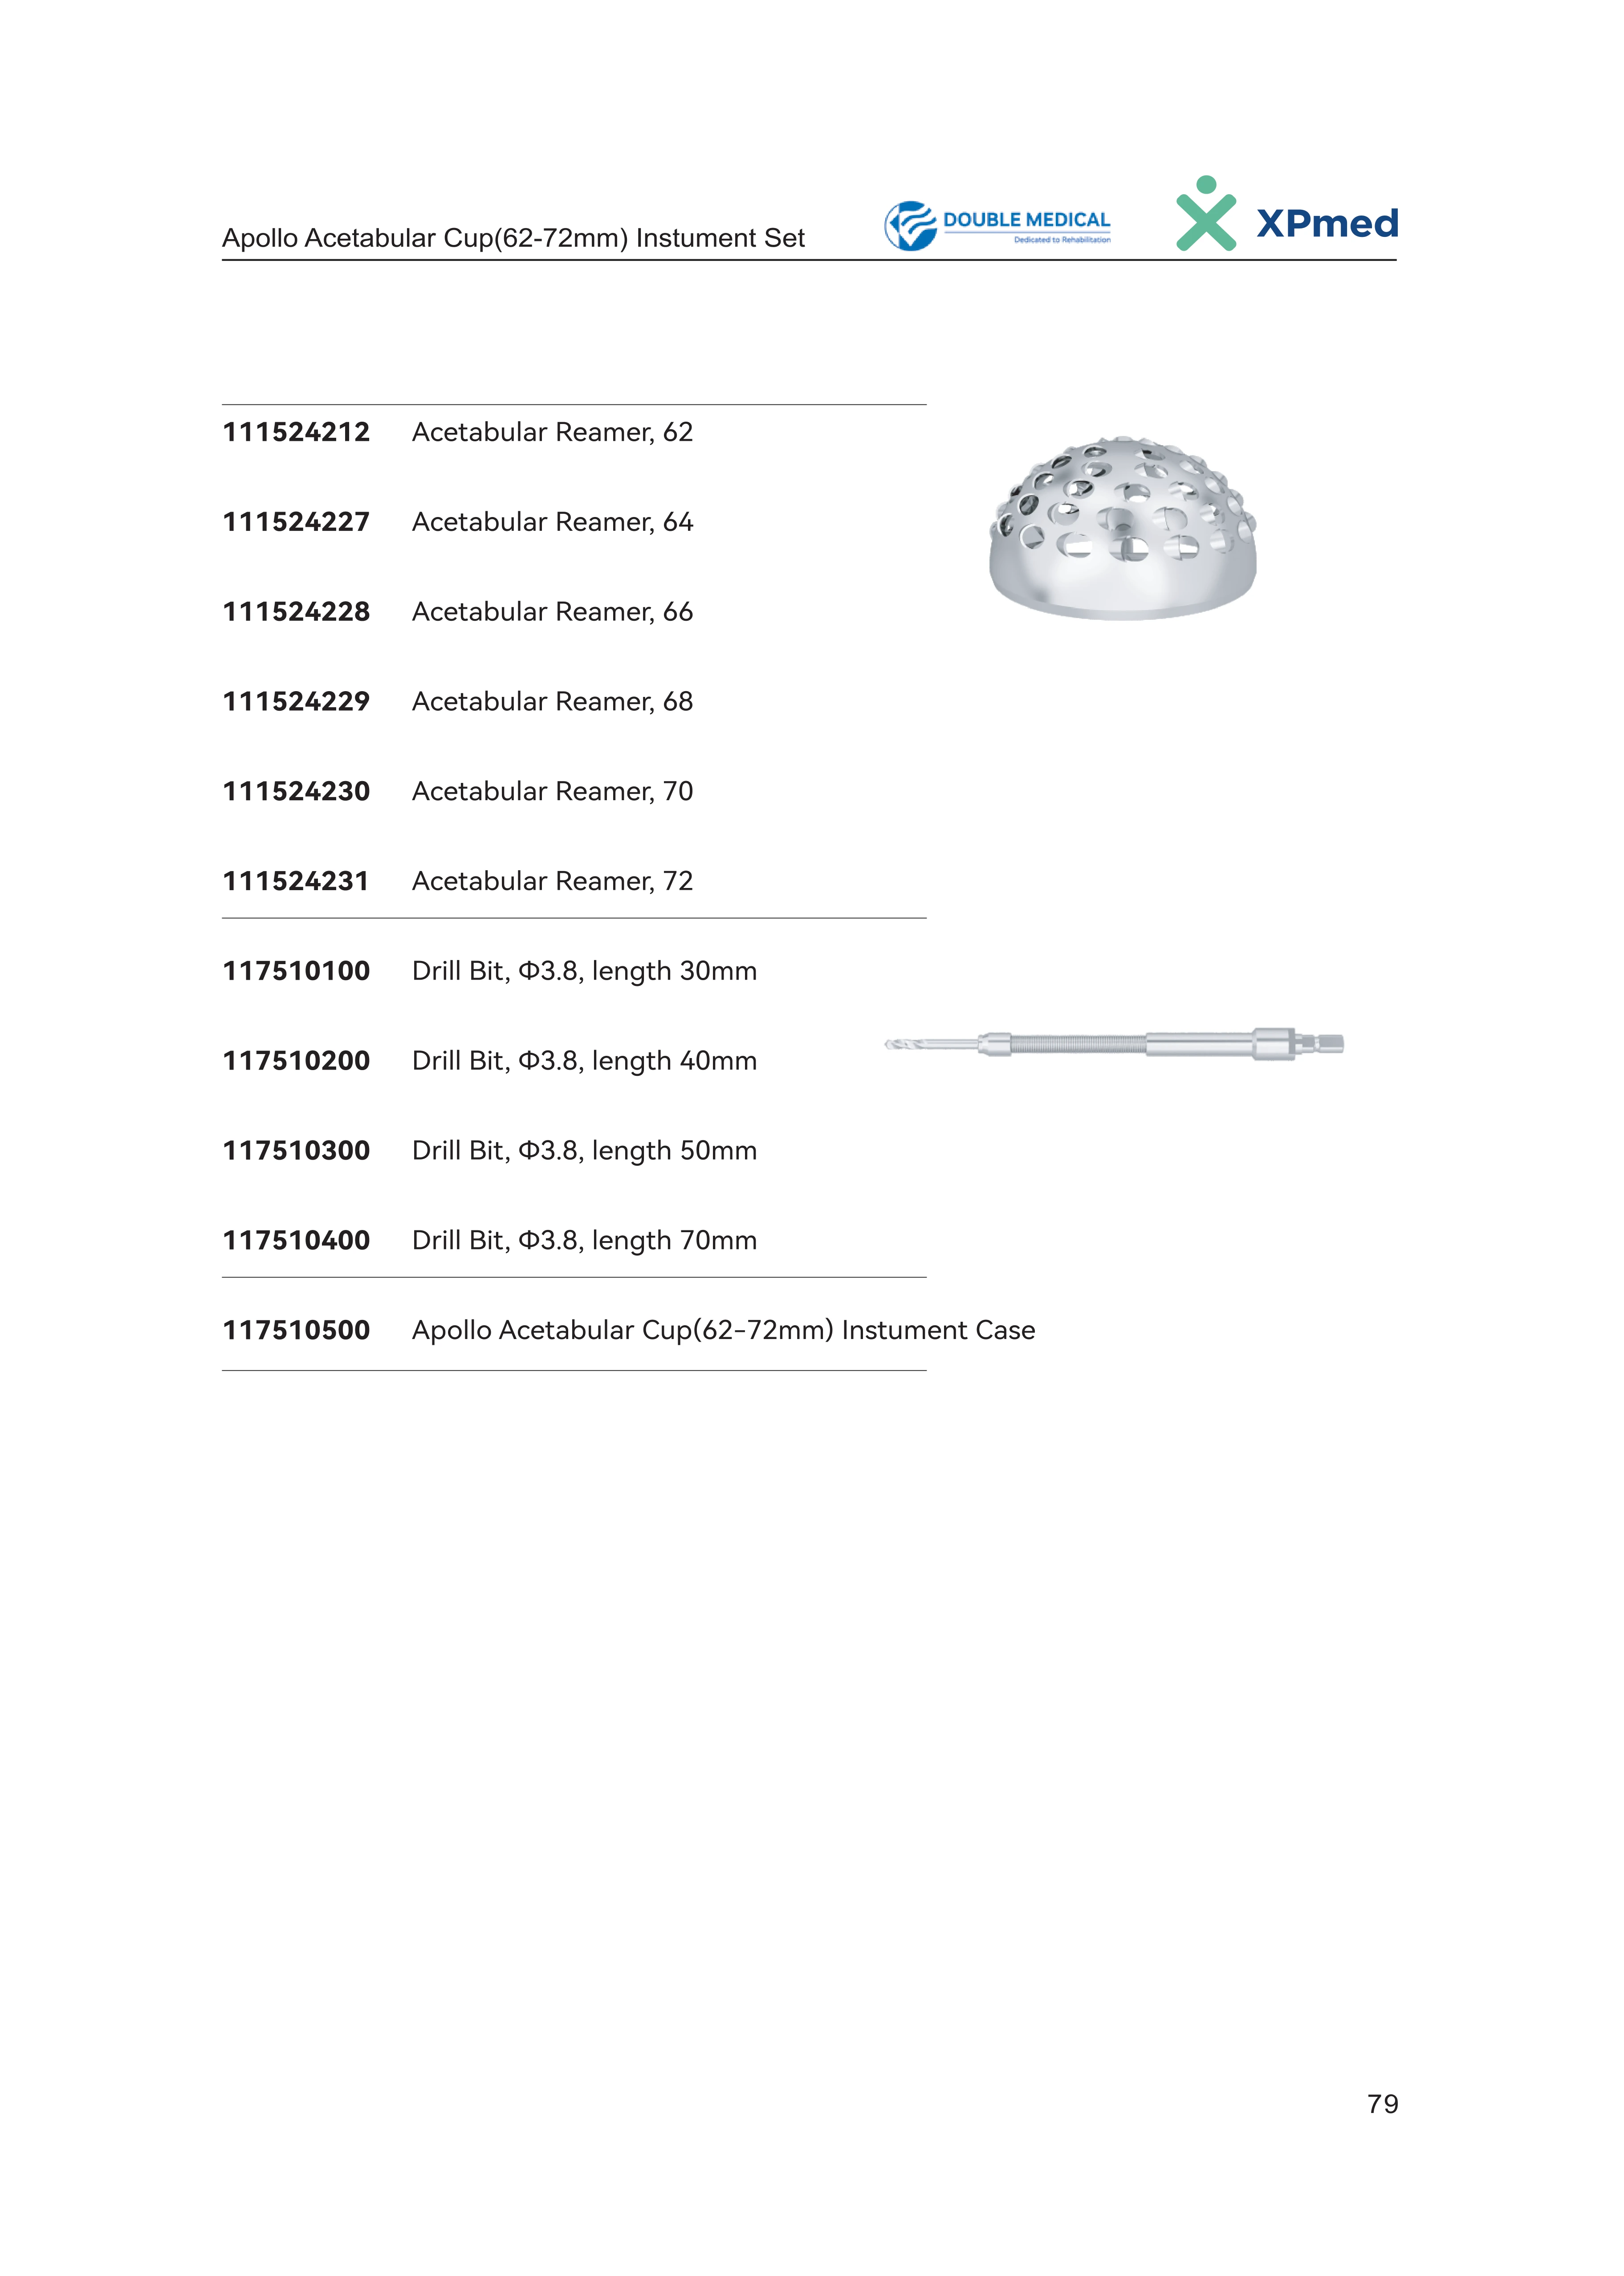 Apollo Acetabular Cup(62-72mm) Instument Set
DOUBLE MEDICAL
Dedicated to Rehabilitation
XPmed
111524212 Acetabular Reamer, 62
111524227 Acetabular Reamer, 64
111524228 Acetabular Reamer, 66
111524229 Acetabular Reamer, 68
111524230 Acetabular Reamer, 70
111524231 Acetabular Reamer, 72
117510100 Drill Bit, Φ3.8, length 30mm
117510200 Drill Bit, Φ3.8, length 40mm
117510300 Drill Bit, Φ3.8, length 50mm
117510400 Drill Bit, Φ3.8, length 70mm
117510500 Apollo Acetabular Cup(62-72mm) Instument Case
79